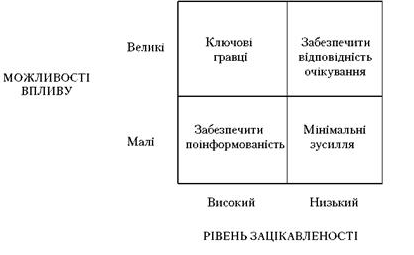 Великі
Ключові
гравці
Забезпечити
відповідність
очікування
МОЖЛИВОСТІ
ВПЛИВУ
Малі
Забезпечити
поінформованість
Мінімальні
зусилля
Високий
Низький
РІВЕНЬ ЗАЦІКАВЛЕНОСТІ